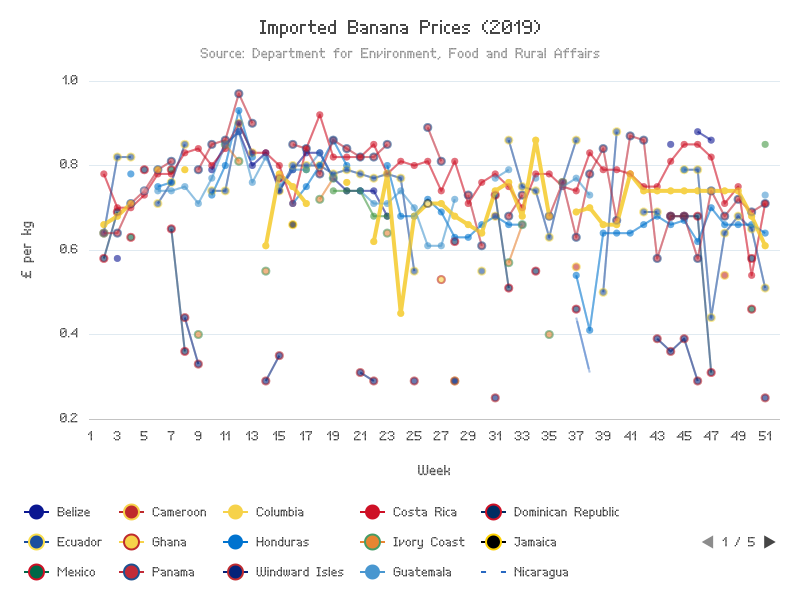 Imported Banana Prices (2019)
Source: Department for Environment, Food and Rural Affairs
1.0
0.8
0.6
0.4
0.2
£ per kg
1 3 5 7 9 11 13 15 17 19 21 23 25 27 29 31 33 35 37 39 41 43 45 47 49 51
Week
Belize Cameroon Columbia Costa Rica Dominican Republic
Ecuador Ghana Honduras Ivory Coast Jamaica
Mexico Panama Windward Isles Guatemala Nicaragua
1 / 5